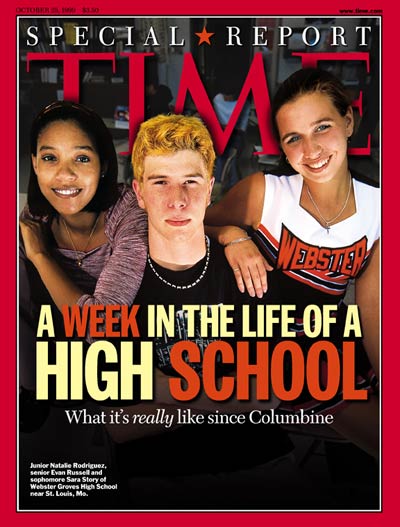 OCTOBER 25, 1999 · $3.50
www.time.com
SPECIAL ★ REPORT
TIME
WEBSTER
A WEEK IN THE LIFE OF A
HIGH SCHOOL
What it's really like since Columbine
Junior Natalie Rodriguez,
senior Evan Russell and
sophomore Sara Story of
Webster Groves High School
near St. Louis, Mo.